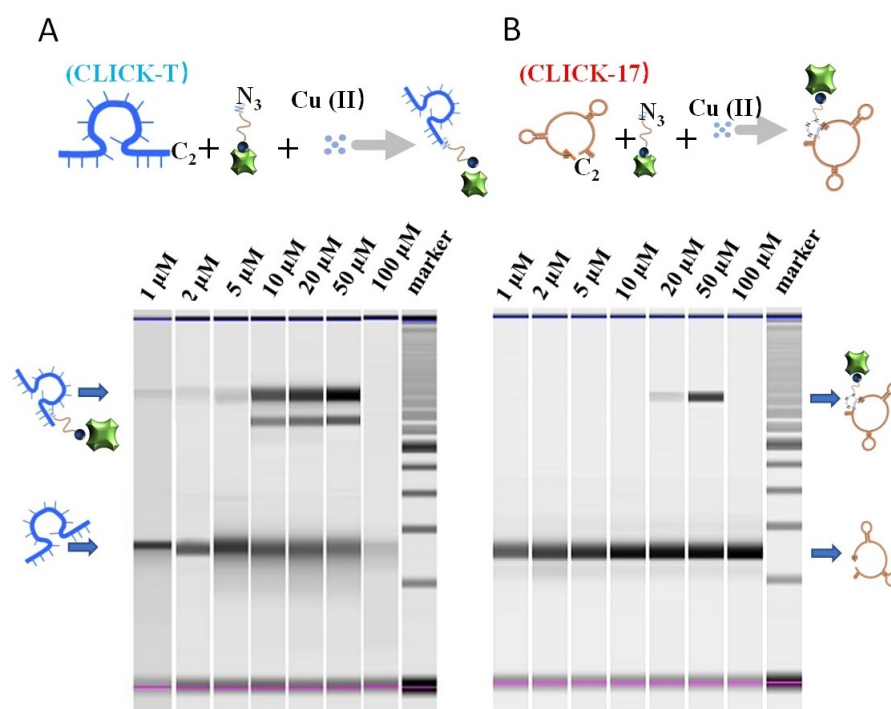 A
(CLICK-T)
N3
Cu (II)
C2
+
+
1 µM
2 µM
5 µM
10 µM
20 µM
50 µM
100 µM
marker
B
(CLICK-17)
N3
Cu (II)
C2
+
+
1 µM
2 µM
5 µM
10 µM
20 µM
50 µM
100 µM
marker